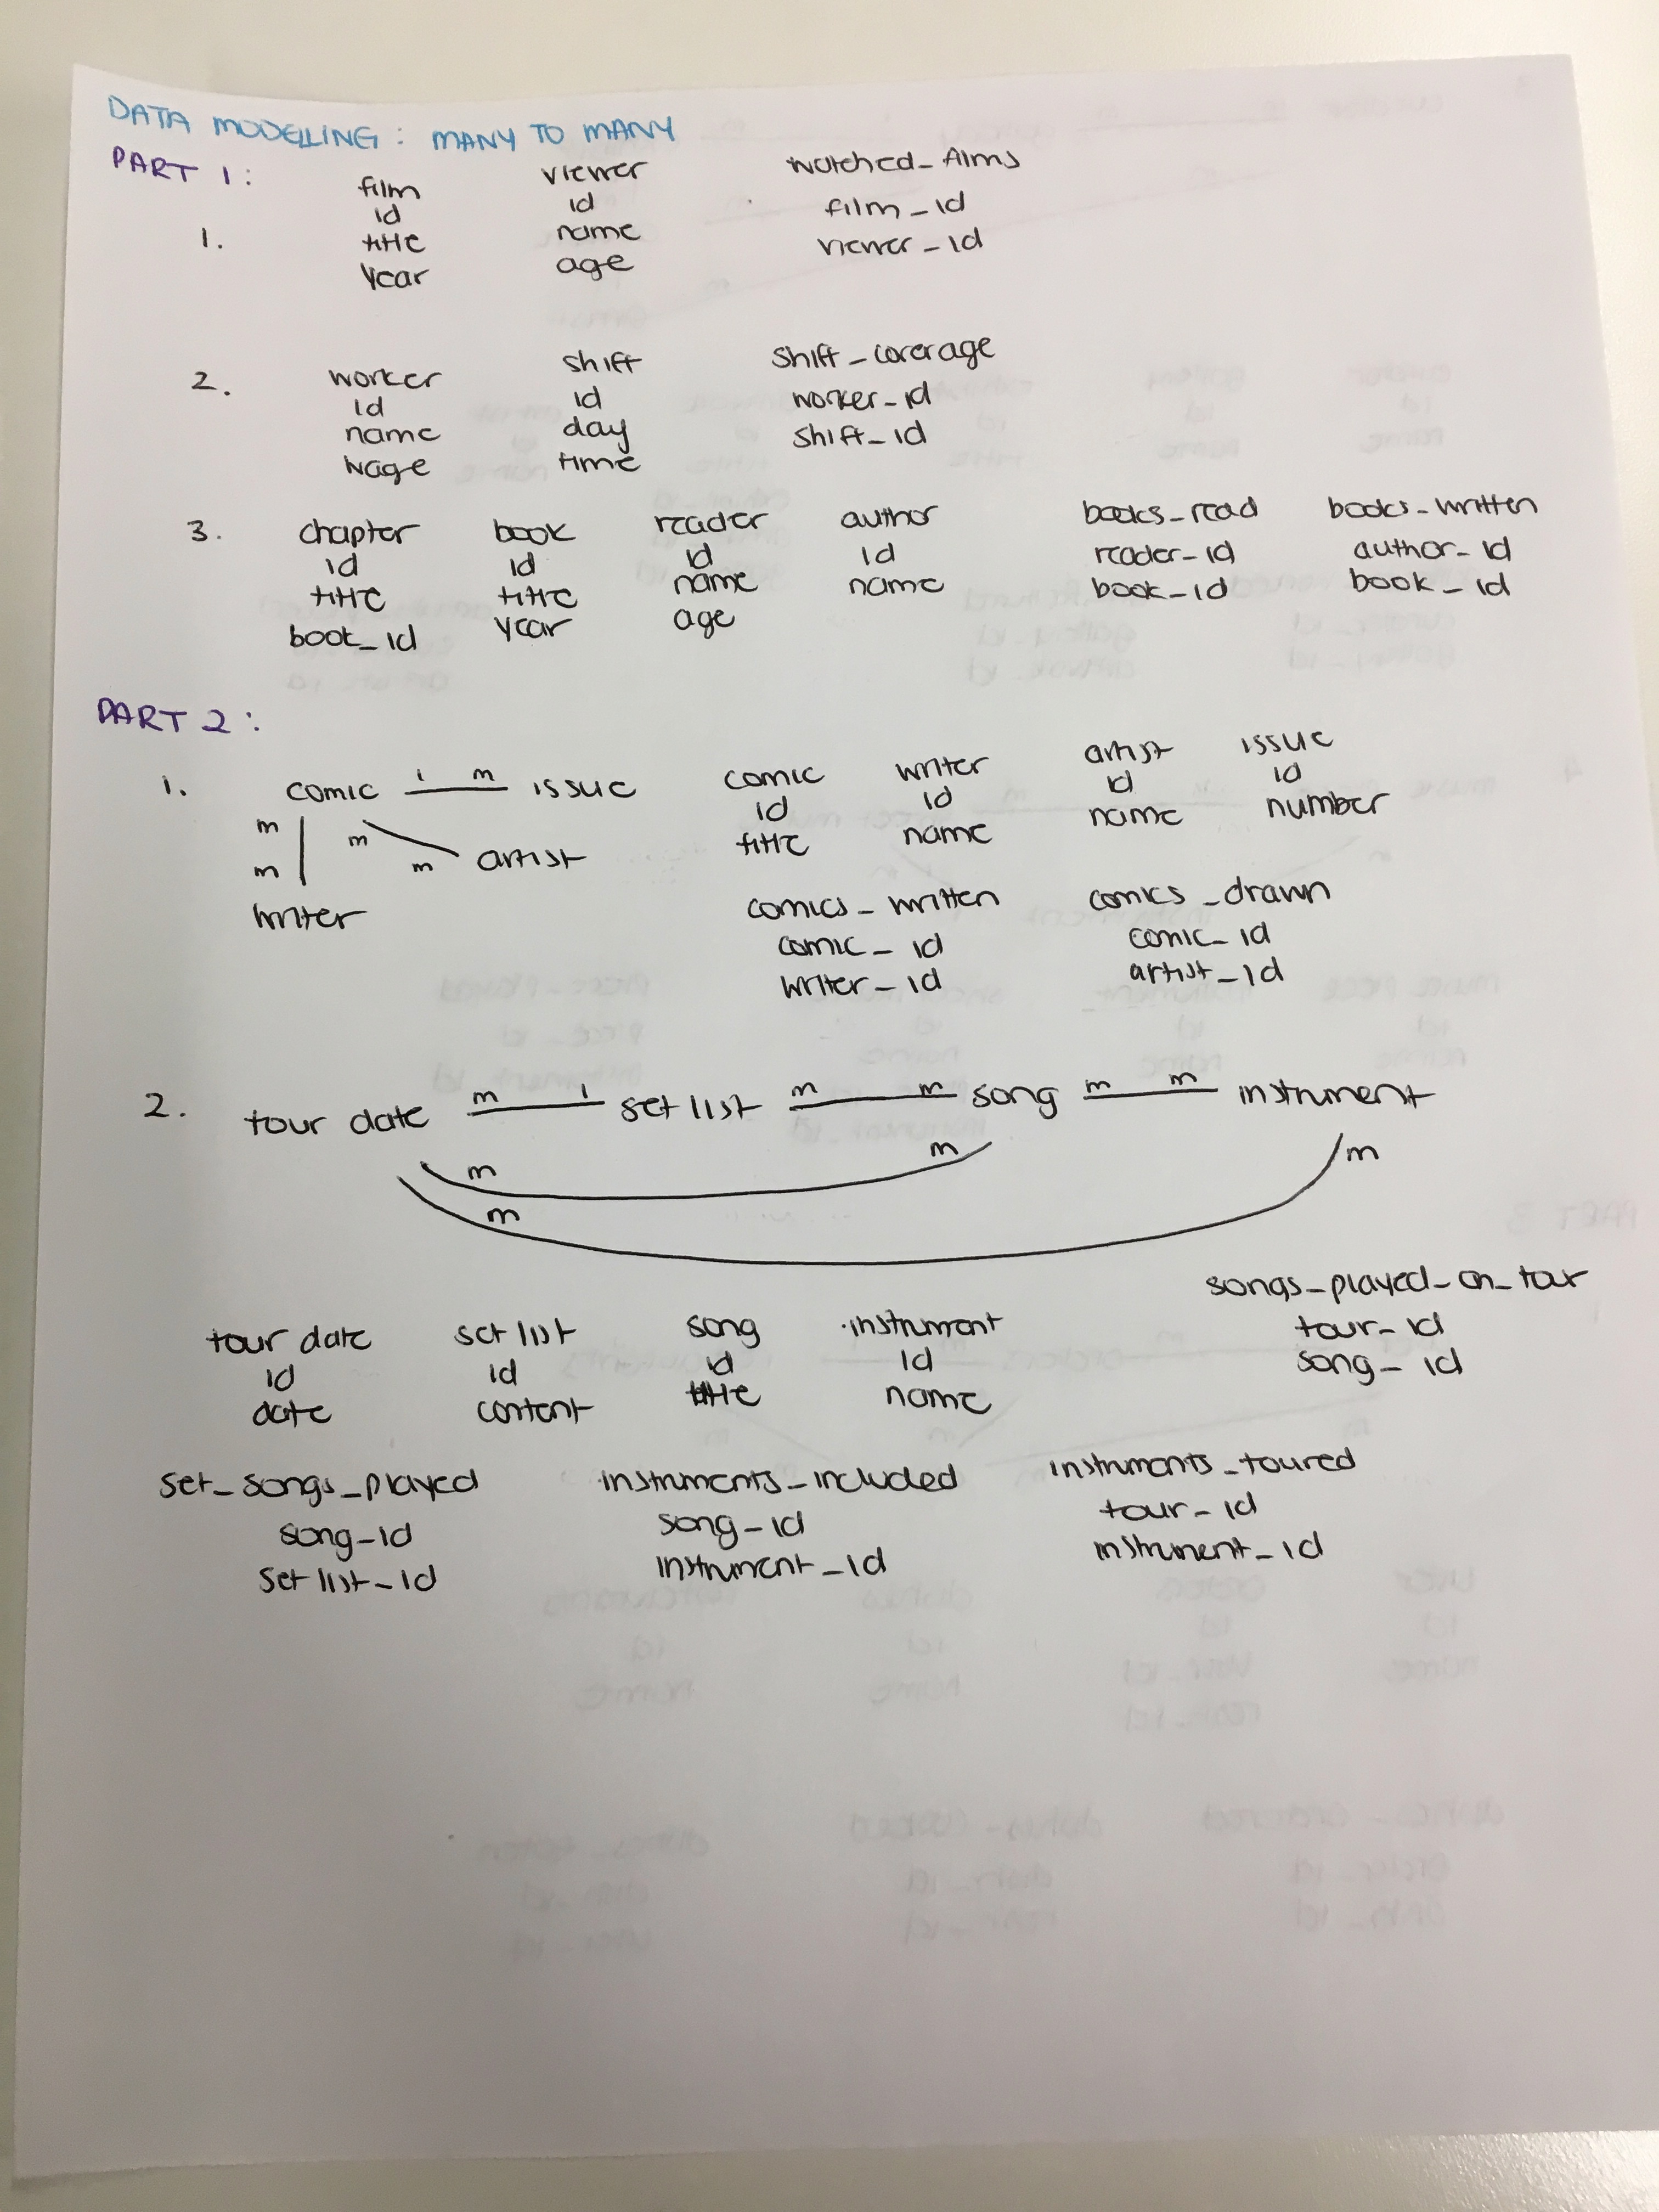 DATA MODELLING: MANY TO MANY
PART 1:
1.
film
id
title
year
viewer
id
name
age
watched_films
film_id
viewer_id
2.
worker
id
name
wage
shift
id
day
time
shift_coverage
worker_id
shift_id
3.
chapter
id
title
book_id
book
id
title
year
reader
id
name
age
author
id
name
books_read
reader_id
book_id
books_written
author_id
book_id
PART 2:
1.
comic 1 m issue
m m
m m artist
writer
comic
id
title
writer
id
name
artist
id
name
issue
id
number
comics_written
comic_id
writer_id
comics_drawn
comic_id
artist_id
2. tour date m 1 set list m m song m m instrument
m m
m m
tour date
id
date
set list
id
content
song
id
title
instrument
id
name
songs_played_on_tour
tour_id
song_id
set_songs_played
song_id
set list_id
instruments_included
song_id
instrument_id
instruments_toured
tour_id
instrument_id